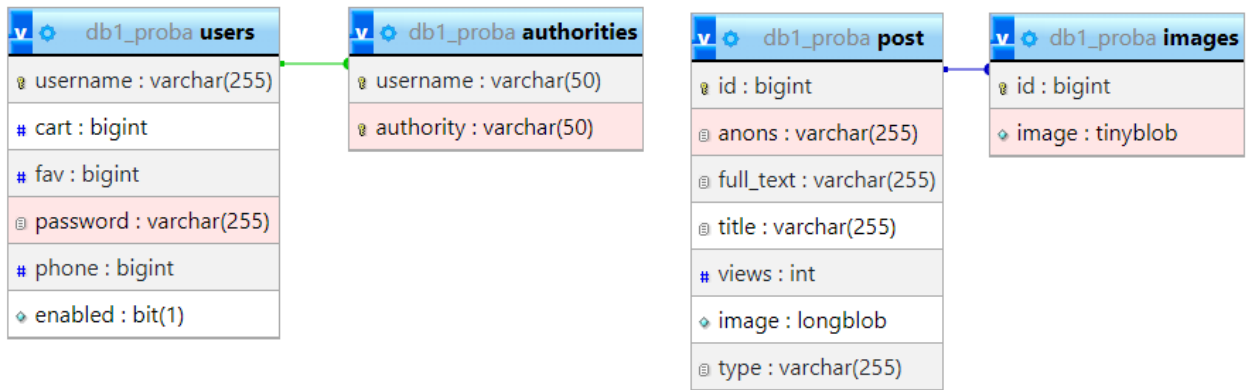 v db1_proba users
username : varchar(255)
# cart : bigint
# fav : bigint
password : varchar(255)
# phone : bigint
enabled : bit(1)
v db1_proba authorities
username : varchar(50)
authority : varchar(50)
v db1_proba post
id : bigint
anons : varchar(255)
full_text : varchar(255)
title : varchar(255)
# views : int
image : longblob
type : varchar(255)
v db1_proba images
id : bigint
image : tinyblob